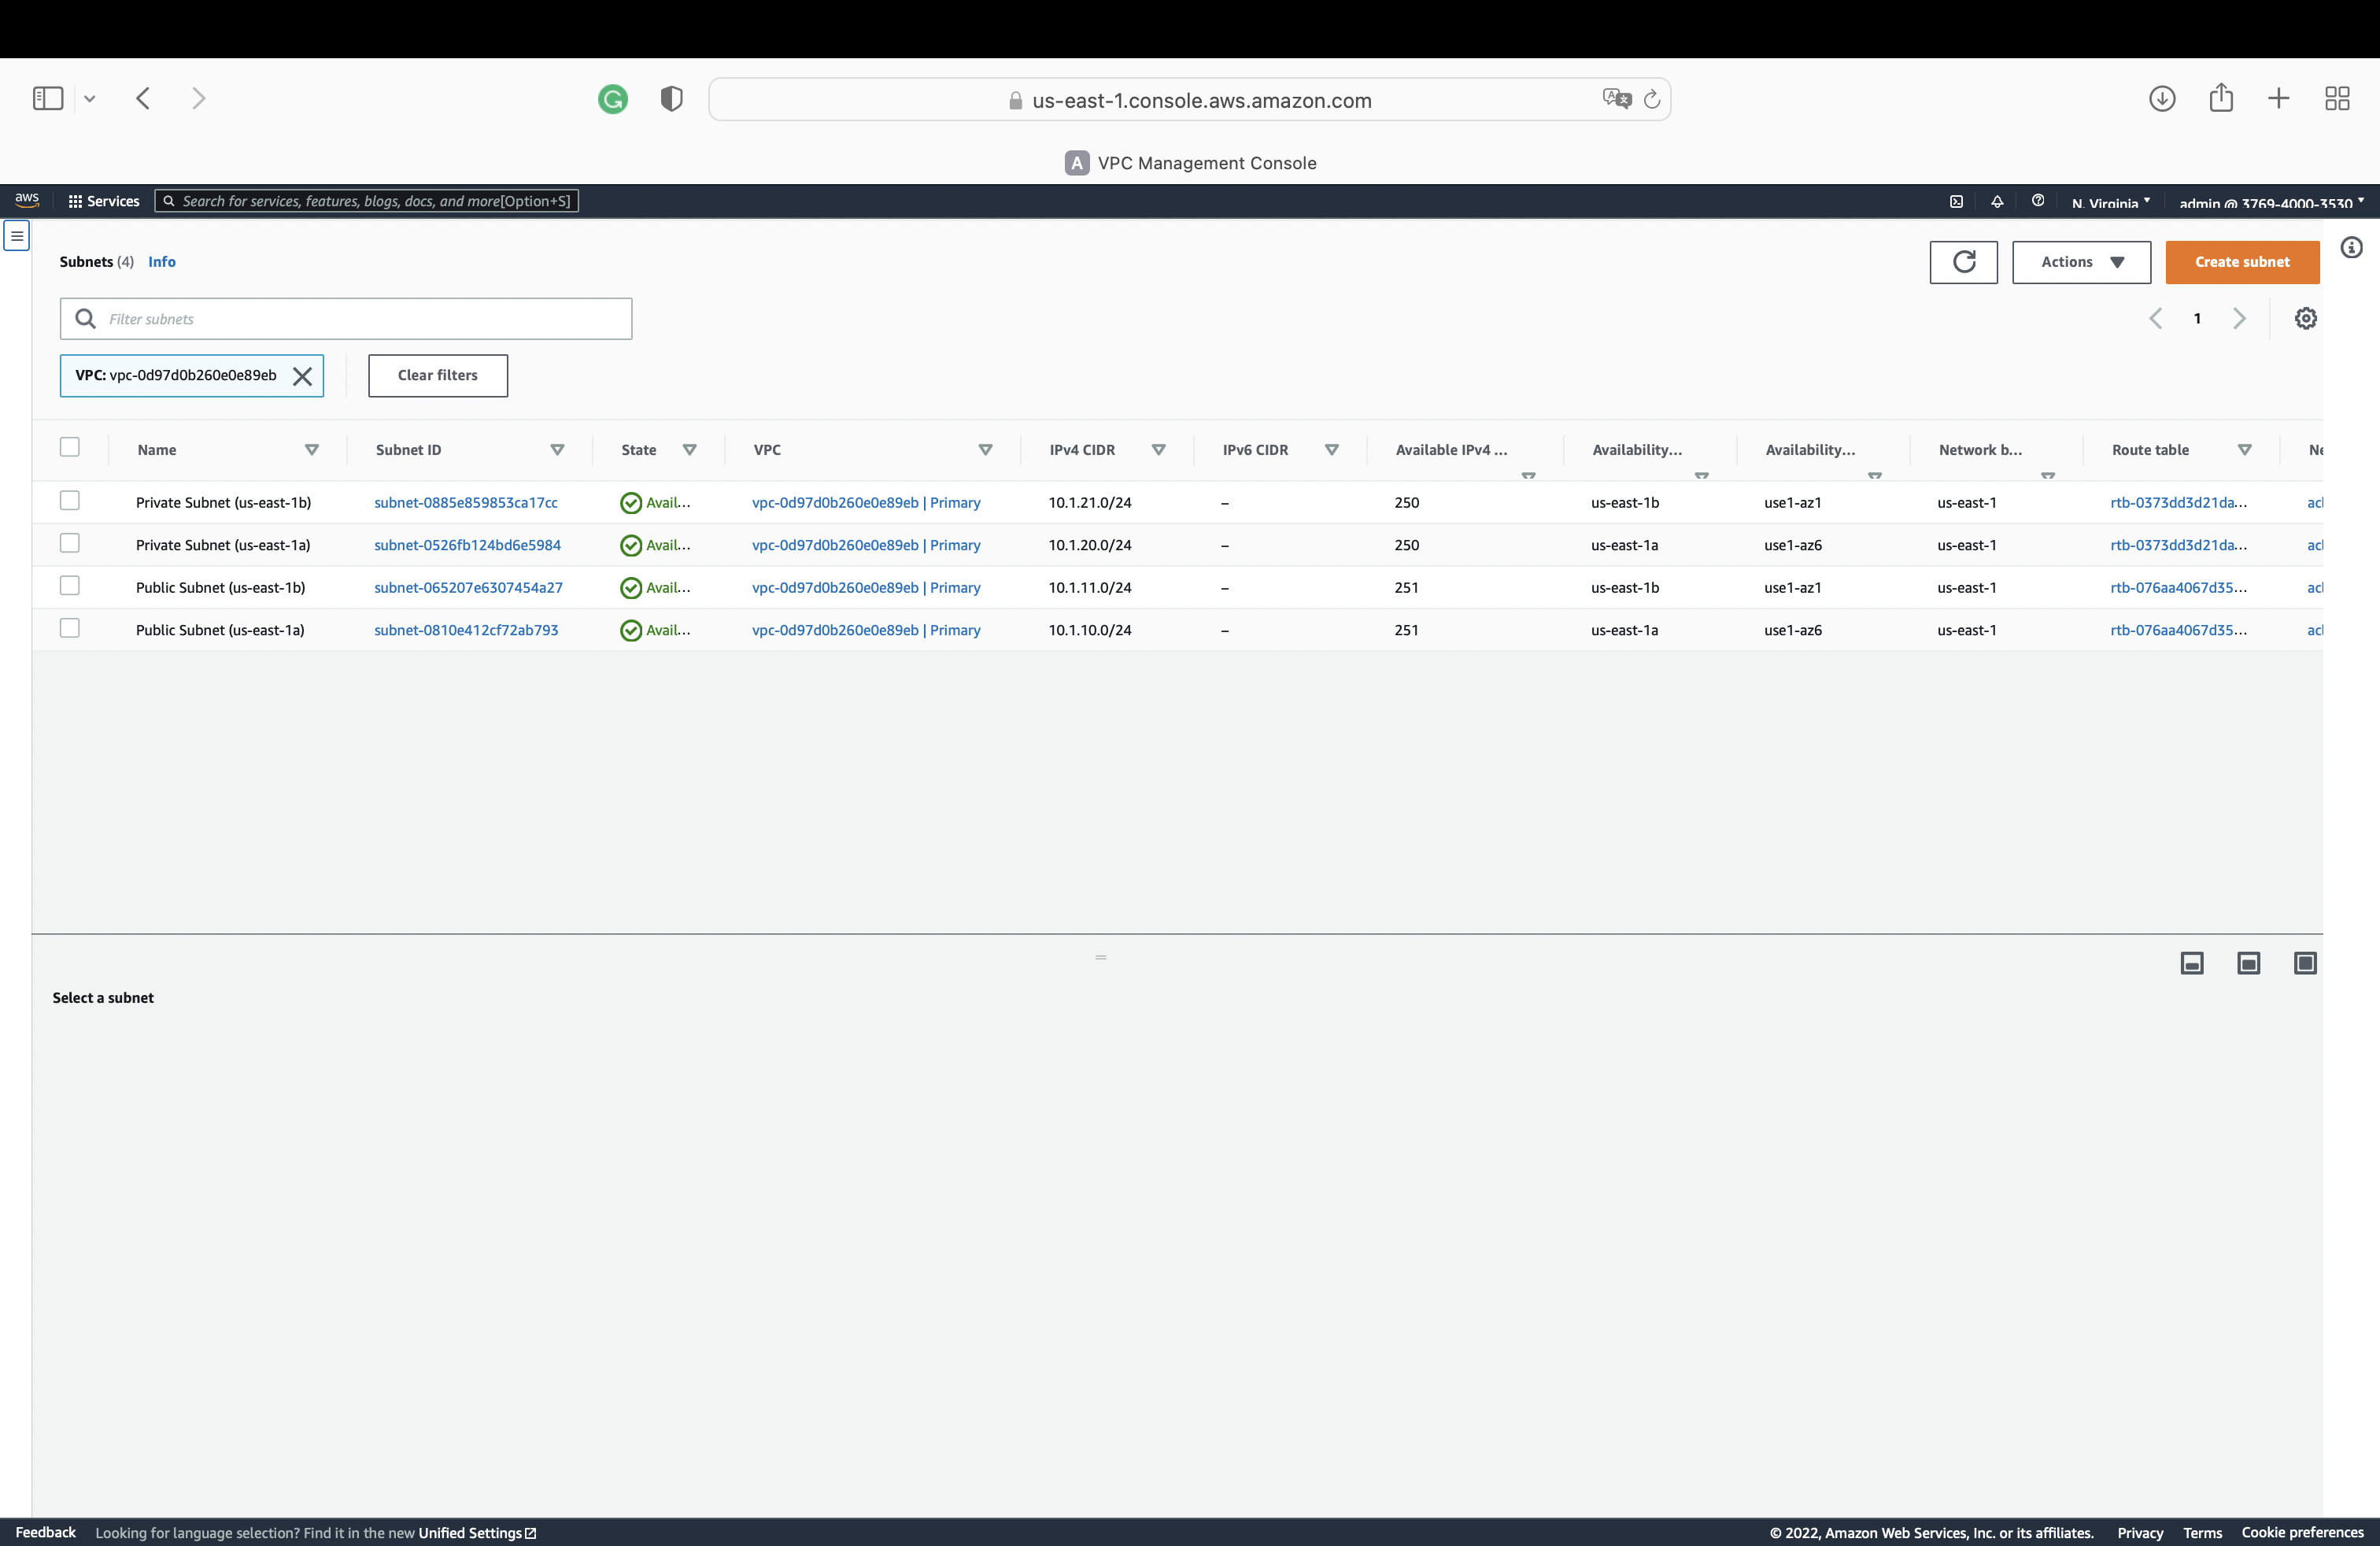 us-east-1.console.aws.amazon.com
A VPC Management Console
aws Services Search for services, features, blogs, docs, and more[Option+S] N. Virginia admin @ 3769-4000-3530
Subnets (4) Info Actions Create subnet
Filter subnets 1
VPC: vpc-0d97d0b260e0e89eb Clear filters
Name Subnet ID State VPC IPv4 CIDR IPv6 CIDR Available IPv4 ... Availability... Availability... Network b... Route table Ne
Private Subnet (us-east-1b) subnet-0885e859853ca17cc Avail... vpc-0d97d0b260e0e89eb | Primary 10.1.21.0/24 – 250 us-east-1b use1-az1 us-east-1 rtb-0373dd3d21da... acl
Private Subnet (us-east-1a) subnet-0526fb124bd6e5984 Avail... vpc-0d97d0b260e0e89eb | Primary 10.1.20.0/24 – 250 us-east-1a use1-az6 us-east-1 rtb-0373dd3d21da... acl
Public Subnet (us-east-1b) subnet-065207e6307454a27 Avail... vpc-0d97d0b260e0e89eb | Primary 10.1.11.0/24 – 251 us-east-1b use1-az1 us-east-1 rtb-076aa4067d35... acl
Public Subnet (us-east-1a) subnet-0810e412cf72ab793 Avail... vpc-0d97d0b260e0e89eb | Primary 10.1.10.0/24 – 251 us-east-1a use1-az6 us-east-1 rtb-076aa4067d35... acl
Select a subnet
Feedback Looking for language selection? Find it in the new Unified Settings © 2022, Amazon Web Services, Inc. or its affiliates. Privacy Terms Cookie preferences